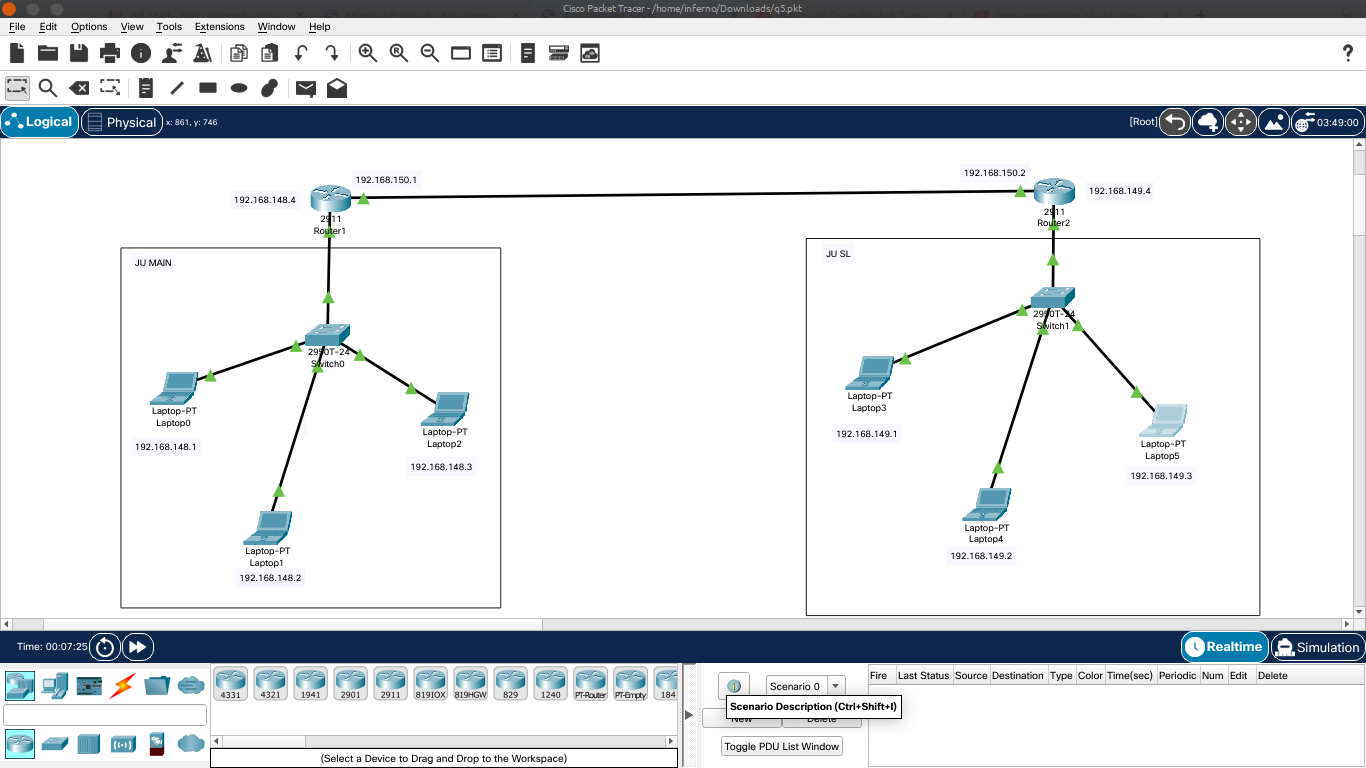 Cisco Packet Tracer - /home/inferno/Downloads/q5.pkt
File Edit Options View Tools Extensions Window Help
?
Logical Physical x: 861, y: 746 [Root] 03:49:00
192.168.150.1
192.168.148.4
2911
Router1
192.168.150.2
192.168.149.4
2911
Router2
JU MAIN
2950T-24
Switch0
Laptop-PT
Laptop0
192.168.148.1
Laptop-PT
Laptop2
192.168.148.3
Laptop-PT
Laptop1
192.168.148.2
JU SL
2950T-24
Switch1
Laptop-PT
Laptop3
192.168.149.1
Laptop-PT
Laptop5
192.168.149.3
Laptop-PT
Laptop4
192.168.149.2
Time: 00:07:25 Realtime Simulation
4331 4321 1941 2901 2911 819IOX 819HGW 829 1240 PT-Router PT-Empty 184
(Select a Device to Drag and Drop to the Workspace)
Scenario 0
Scenario Description (Ctrl+Shift+I)
New Delete
Toggle PDU List Window
Fire Last Status Source Destination Type Color Time(sec) Periodic Num Edit Delete